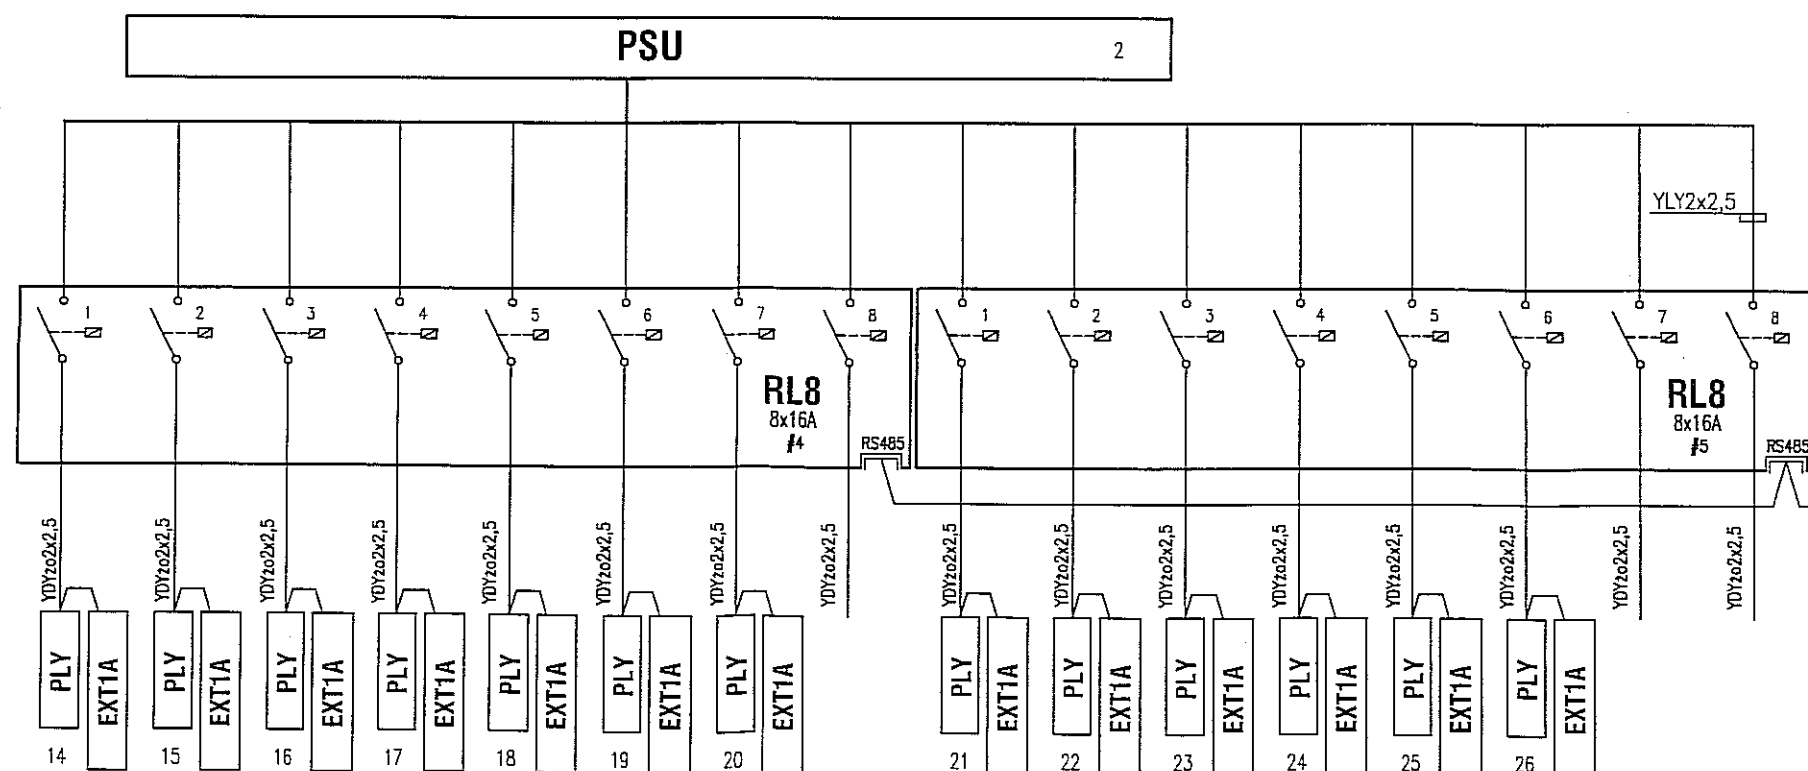 PSU 2
YLY2x2,5
1 2 3 4 5 6 7 8 1 2 3 4 5 6 7 8
RL8 RL8
8x16A 8x16A
#4 #5
RS485 RS485
YDYżo2x2,5 YDYżo2x2,5 YDYżo2x2,5 YDYżo2x2,5 YDYżo2x2,5 YDYżo2x2,5 YDYżo2x2,5 YDYżo2x2,5 YDYżo2x2,5 YDYżo2x2,5 YDYżo2x2,5 YDYżo2x2,5 YDYżo2x2,5 YDYżo2x2,5 YDYżo2x2,5 YDYżo2x2,5
PLY EXT1A PLY EXT1A PLY EXT1A PLY EXT1A PLY EXT1A PLY EXT1A PLY EXT1A PLY EXT1A PLY EXT1A PLY EXT1A PLY EXT1A PLY EXT1A PLY EXT1A
14 15 16 17 18 19 20 21 22 23 24 25 26